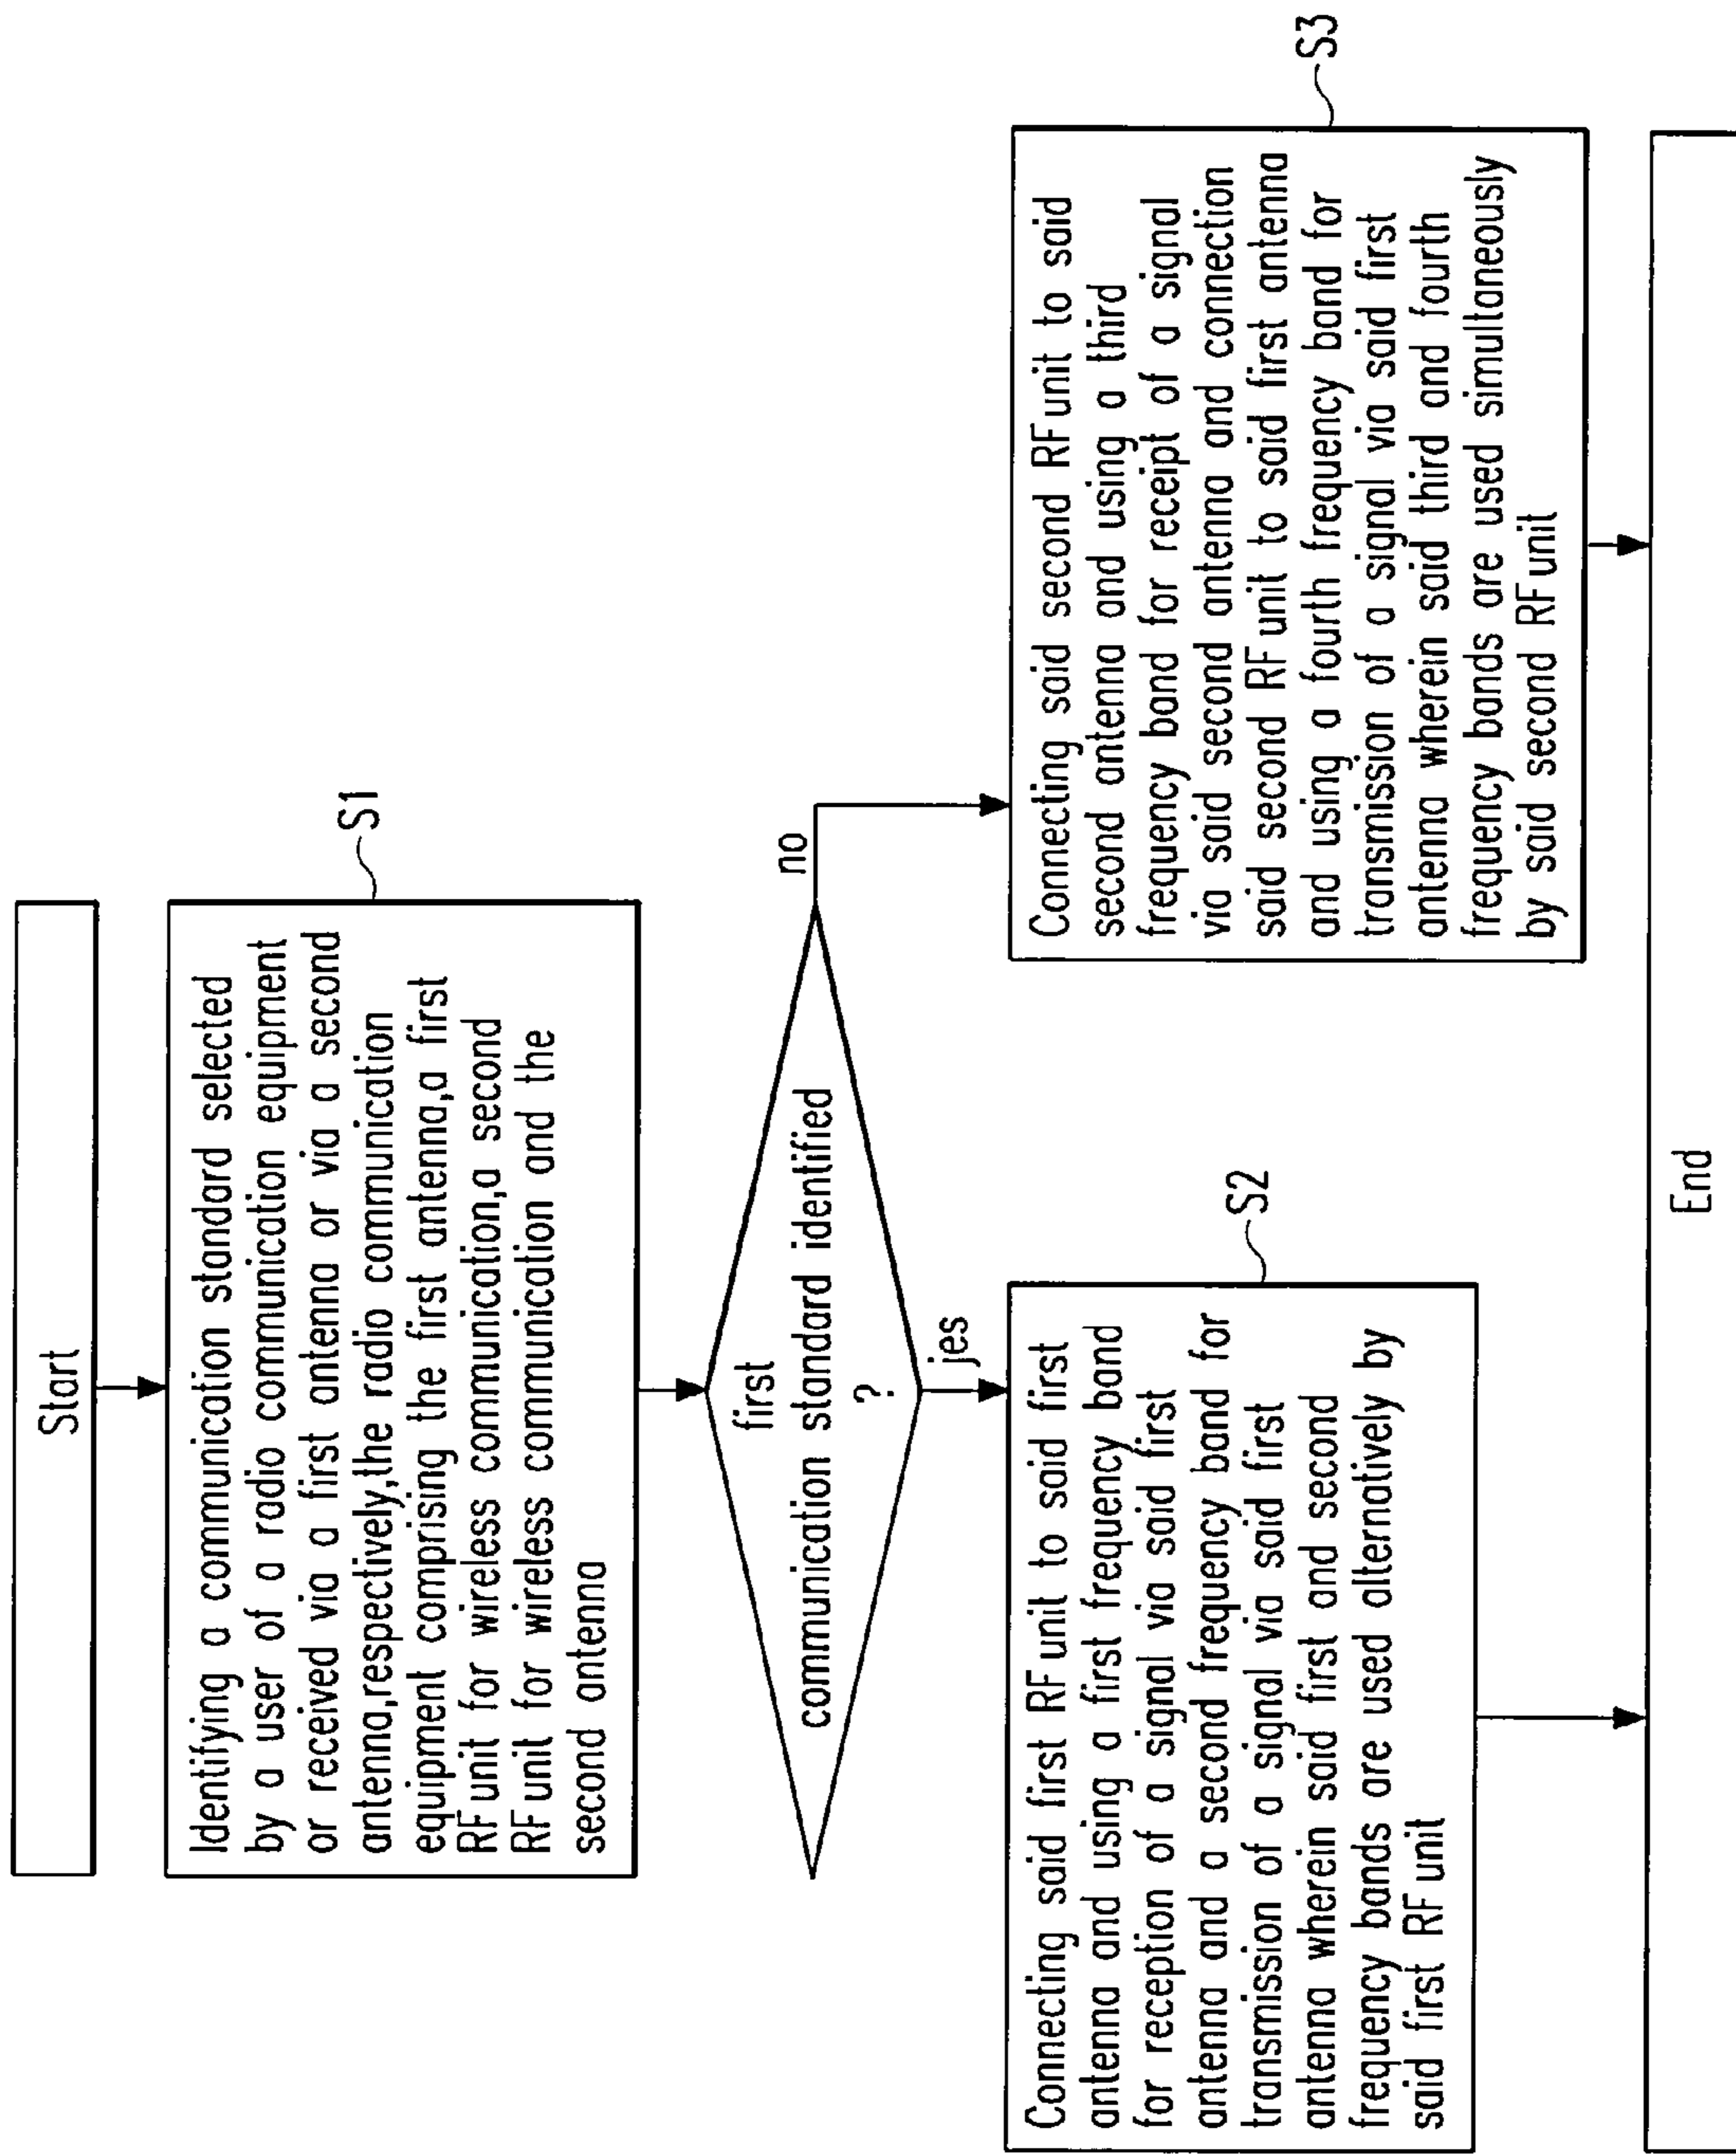 Start
S1
Identifying a communication standard selected
by a user of a radio communication equipment
or received via a first antenna or via a second
antenna,respectively,the radio communication
equipment comprising the first antenna,a first
RF unit for wireless communication,a second
RF unit for wireless communication and the
second antenna
first
communication standard identified
?
no
jes
S2
Connecting said first RF unit to said first
antenna and using a first frequency band
for reception of a signal via said first
antenna and a second frequency band for
transmission of a signal via said first
antenna wherein said first and second
frequency bands are used alternatively by
said first RF unit
S3
Connecting said second RF unit to said
second antenna and using a third
frequency band for receipt of a signal
via said second antenna and connection
said second RF unit to said first antenna
and using a fourth frequency band for
transmission of a signal via said first
antenna wherein said third and fourth
frequency bands are used simultaneously
by said second RF unit
End